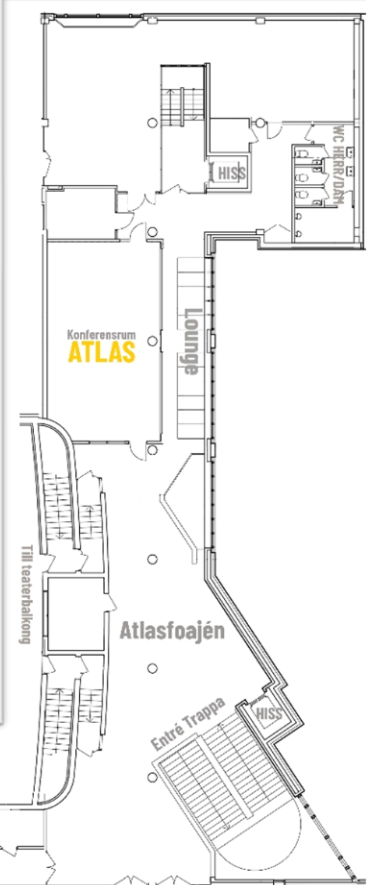 HISS
WC HERR/DAM
Konferensrum
ATLAS
Lounge
Till teaterbalkong
Atlasfoajén
Entré Trappa
HISS